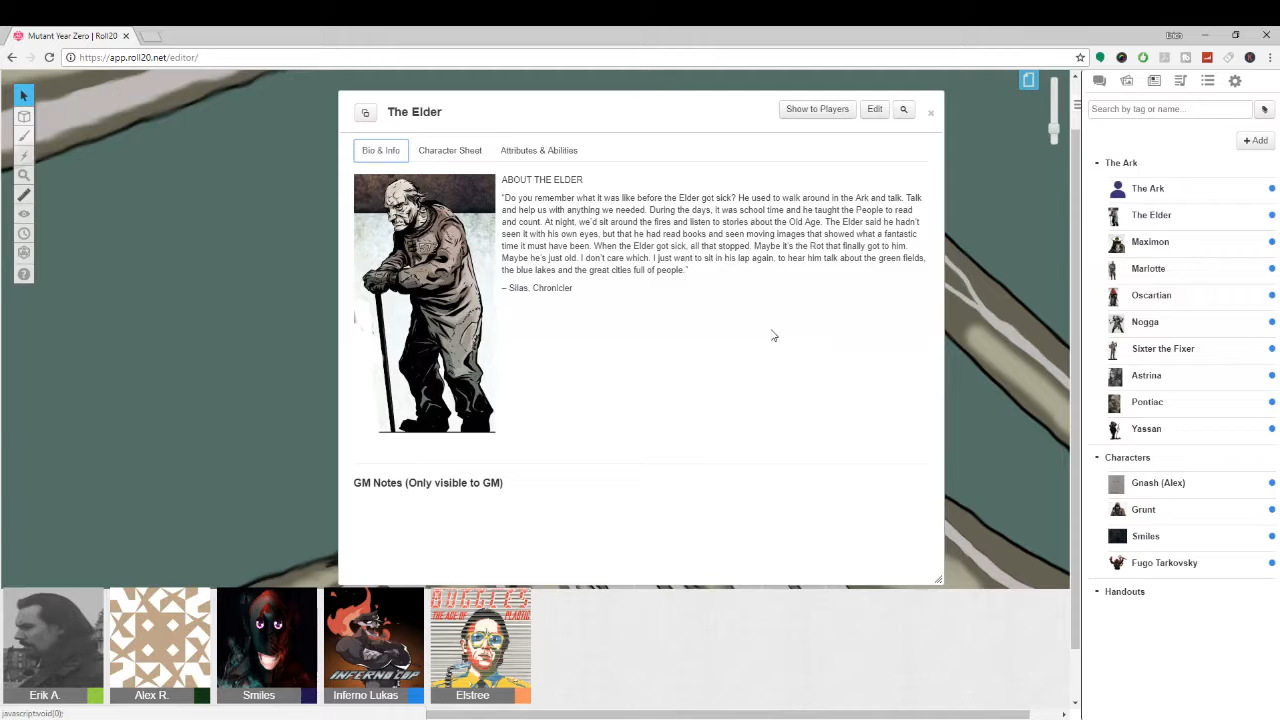 Mutant Year Zero | Roll20
https://app.roll20.net/editor/
The Elder
Show to Players
Edit
Bio & Info
Character Sheet
Attributes & Abilities
ABOUT THE ELDER
"Do you remember what it was like before the Elder got sick? He used to walk around in the Ark and talk. Talk
and help us with anything we needed. During the days, it was school time and he taught the People to read
and count. At night, we'd sit around the fires and listen to stories about the Old Age. The Elder said he hadn't
seen it with his own eyes, but that he had read books and seen moving images that showed what a fantastic
time it must have been. When the Elder got sick, all that stopped. Maybe it's the Rot that finally got to him.
Maybe he's just old. I don't care which. I just want to sit in his lap again, to hear him talk about the green fields,
the blue lakes and the great cities full of people."
– Silas, Chronicler
GM Notes (Only visible to GM)
Search by tag or name...
+ Add
- The Ark
The Ark
The Elder
Maximon
Marlotte
Oscartian
Nogga
Sixter the Fixer
Astrina
Pontiac
Yassan
- Characters
Gnash (Alex)
Grunt
Smiles
Fugo Tarkovsky
- Handouts
BUGGLES
THE AGE OF PLASTIC
INFERNO COP
Erik A.
Alex R.
Smiles
Inferno Lukas
Elstree
javascript:void(0);